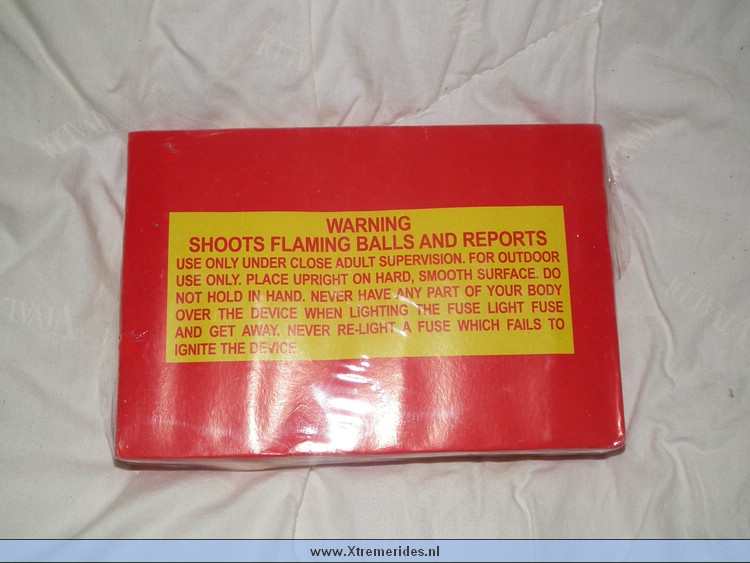 WARNING
SHOOTS FLAMING BALLS AND REPORTS
USE ONLY UNDER CLOSE ADULT SUPERVISION. FOR OUTDOOR
USE ONLY. PLACE UPRIGHT ON HARD, SMOOTH SURFACE. DO
NOT HOLD IN HAND. NEVER HAVE ANY PART OF YOUR BODY
OVER THE DEVICE WHEN LIGHTING THE FUSE LIGHT FUSE
AND GET AWAY. NEVER RE-LIGHT A FUSE WHICH FAILS TO
IGNITE THE DEVICE.
www.Xtremerides.nl